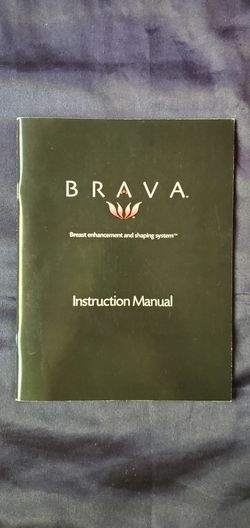 BRAVA®
Breast enhancement and shaping system™
Instruction Manual